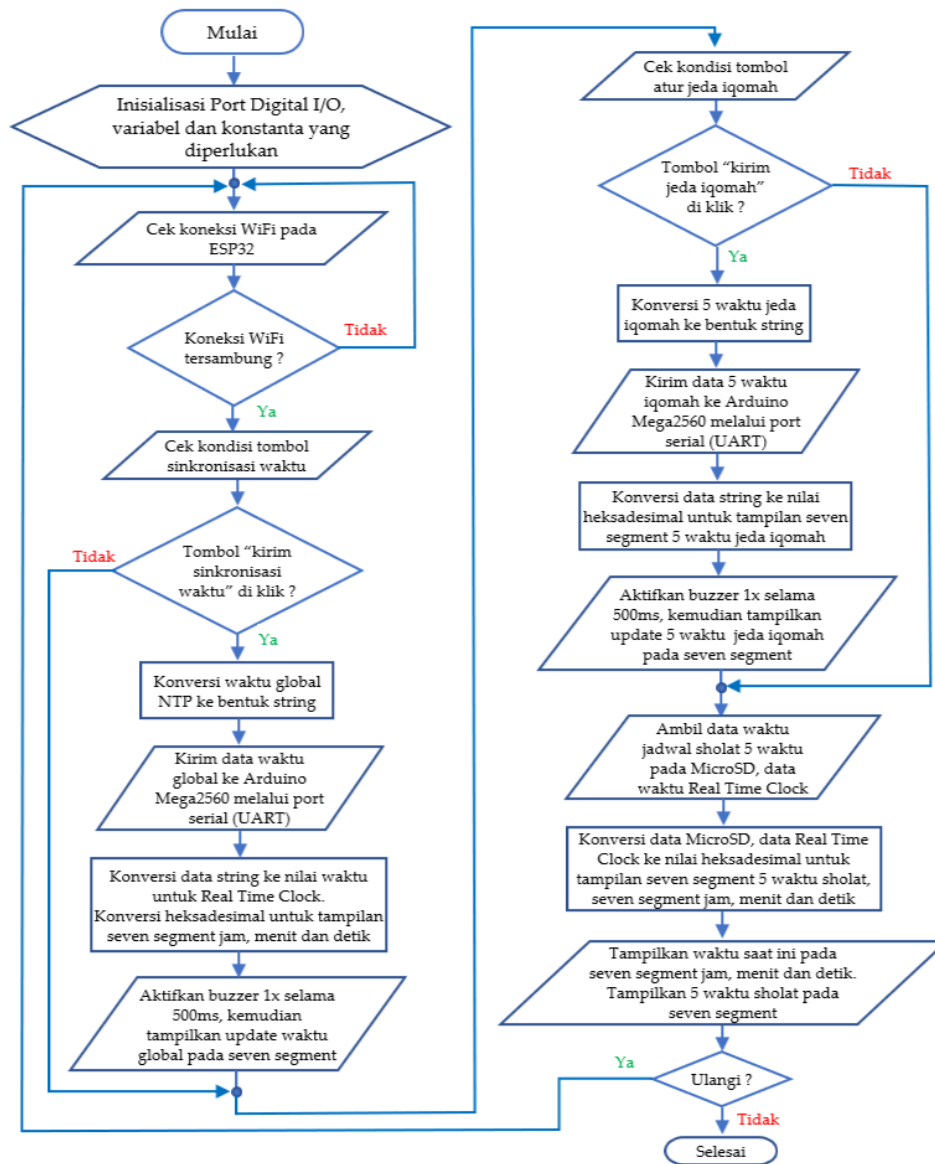 Mulai
Inisialisasi Port Digital I/O,
variabel dan konstanta yang
diperlukan
Cek koneksi WiFi pada
ESP32
Koneksi WiFi
tersambung ?
Tidak
Ya
Cek kondisi tombol
sinkronisasi waktu
Tidak
Tombol “kirim
sinkronisasi
waktu” di klik ?
Ya
Konversi waktu global
NTP ke bentuk string
Kirim data waktu
global ke Arduino
Mega2560 melalui port
serial (UART)
Konversi data string ke nilai waktu
untuk Real Time Clock.
Konversi heksadesimal untuk tampilan
seven segment jam, menit dan detik
Aktifkan buzzer 1x selama
500ms, kemudian
tampilkan update waktu
global pada seven segment
Cek kondisi tombol
atur jeda iqomah
Tombol “kirim
jeda iqomah”
di klik ?
Tidak
Ya
Konversi 5 waktu jeda
iqomah ke bentuk string
Kirim data 5 waktu
iqomah ke Arduino
Mega2560 melalui port
serial (UART)
Konversi data string ke nilai
heksadesimal untuk tampilan seven
segment 5 waktu jeda iqomah
Aktifkan buzzer 1x selama
500ms, kemudian tampilkan
update 5 waktu jeda iqomah
pada seven segment
Ambil data waktu
jadwal sholat 5 waktu
pada MicroSD, data
waktu Real Time Clock
Konversi data MicroSD, data Real Time
Clock ke nilai heksadesimal untuk
tampilan seven segment 5 waktu sholat,
seven segment jam, menit dan detik
Tampilkan waktu saat ini pada
seven segment jam, menit dan detik.
Tampilkan 5 waktu sholat pada
seven segment
Ya
Ulangi ?
Tidak
Selesai